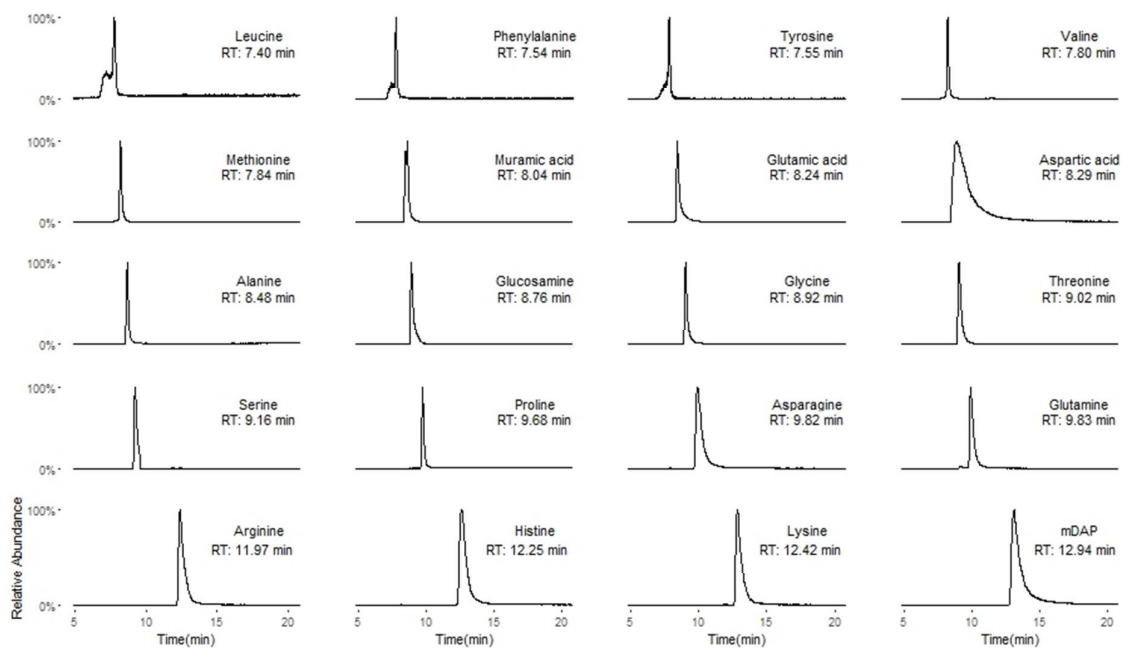 100%
Leucine
RT: 7.40 min
Phenylalanine
RT: 7.54 min
Tyrosine
RT: 7.55 min
Valine
RT: 7.80 min
0%
100%
Methionine
RT: 7.84 min
Muramic acid
RT: 8.04 min
Glutamic acid
RT: 8.24 min
Aspartic acid
RT: 8.29 min
0%
100%
Alanine
RT: 8.48 min
Glucosamine
RT: 8.76 min
Glycine
RT: 8.92 min
Threonine
RT: 9.02 min
0%
100%
Serine
RT: 9.16 min
Proline
RT: 9.68 min
Asparagine
RT: 9.82 min
Glutamine
RT: 9.83 min
0%
Relative Abundance
100%
Arginine
RT: 11.97 min
Histine
RT: 12.25 min
Lysine
RT: 12.42 min
mDAP
RT: 12.94 min
0%
5 10 15 20
5 10 15 20
5 10 15 20
5 10 15 20
Time(min)
Time(min)
Time(min)
Time(min)